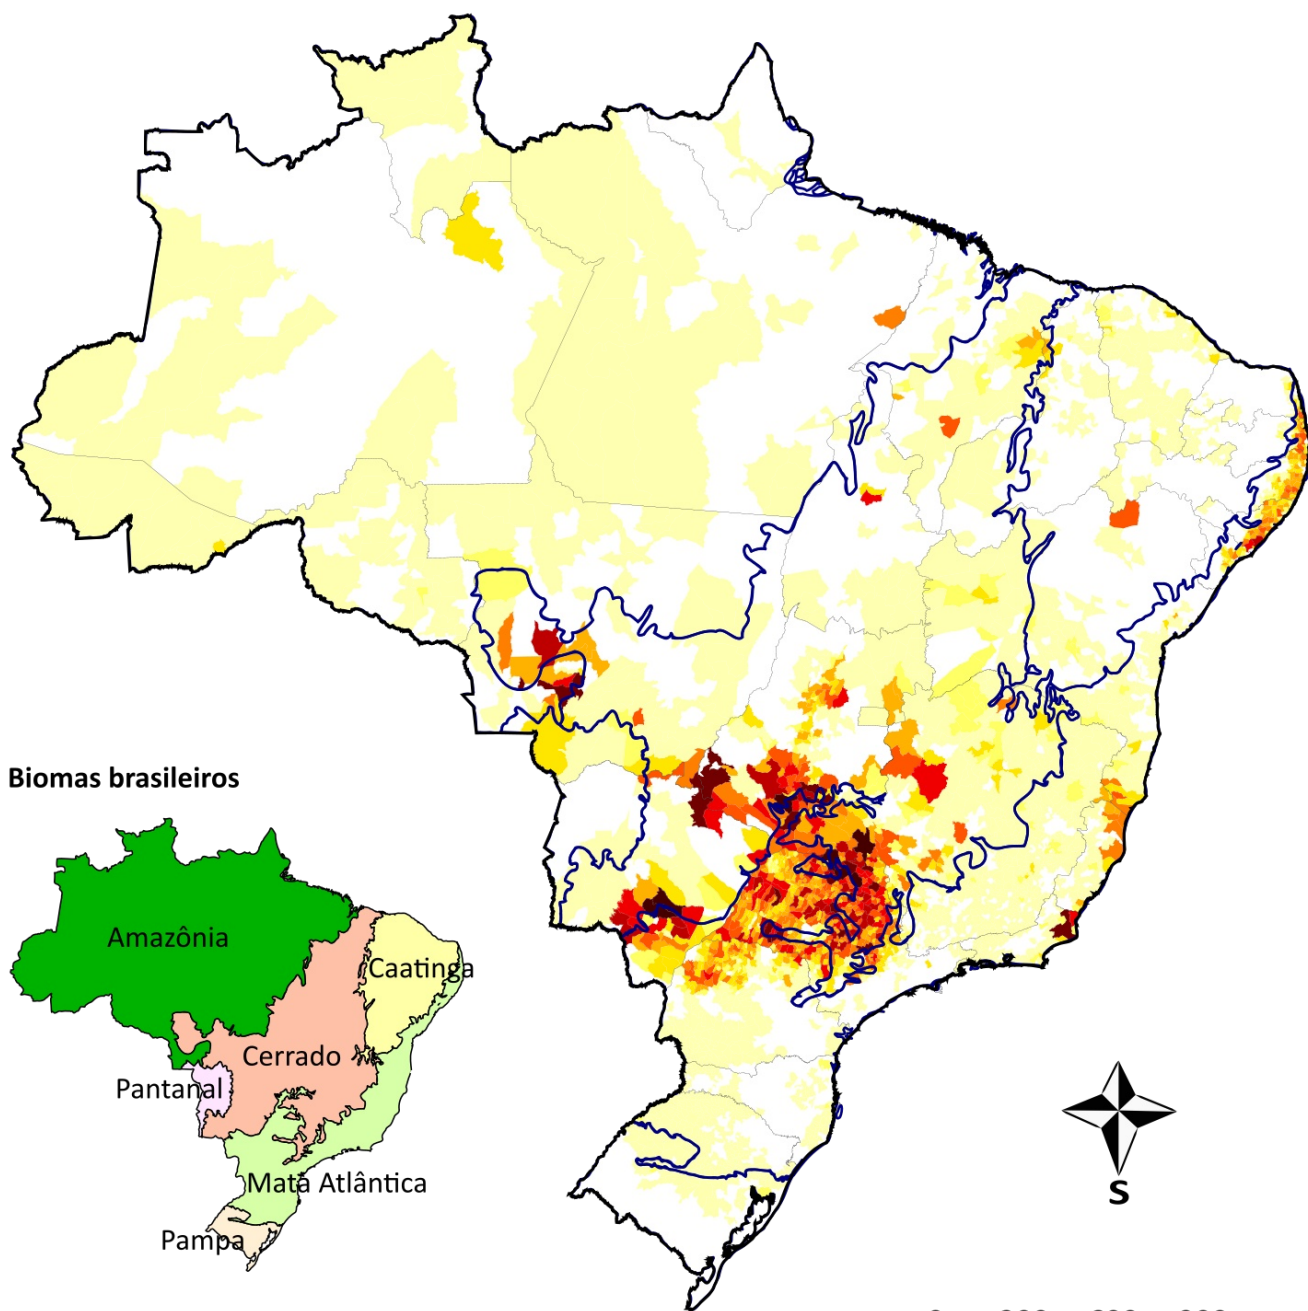 Biomas brasileiros
Amazônia
Caatinga
Cerrado
Pantanal
Mata Atlântica
Pampa
S